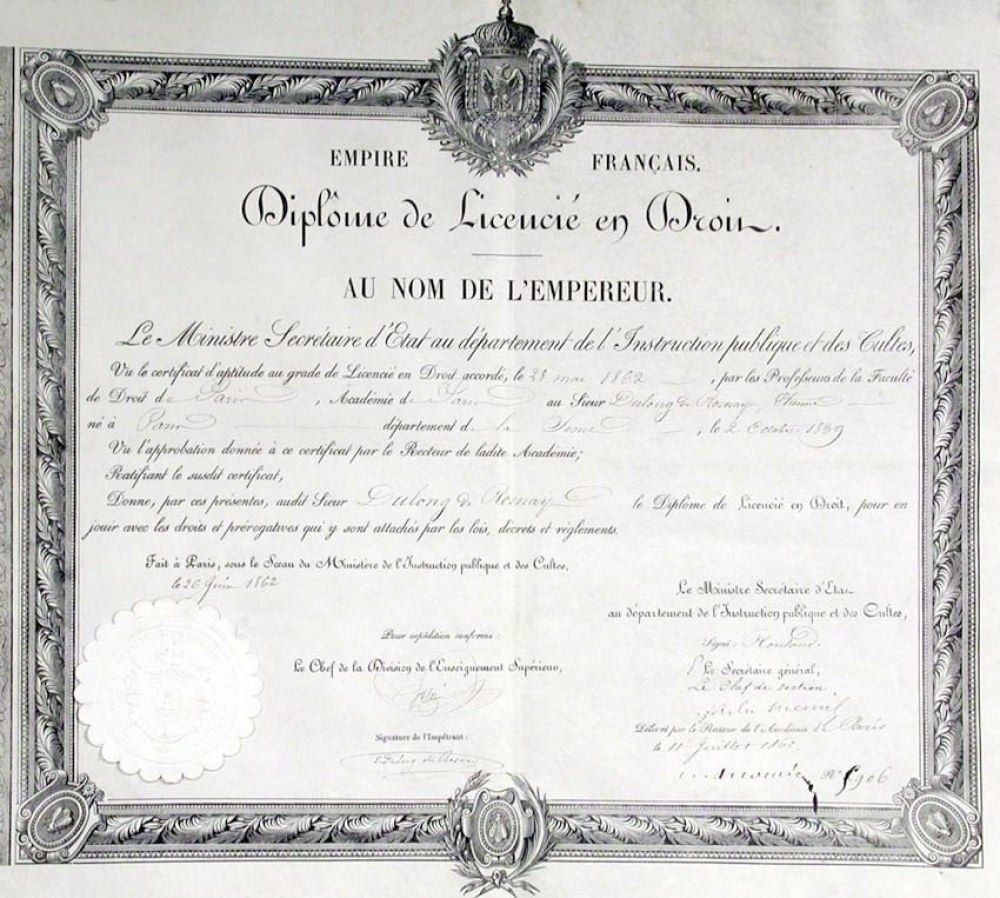 EMPIRE FRANÇAIS.
Diplôme de Licencié en Droit.
AU NOM DE L'EMPEREUR.
Le Ministre Secrétaire d'Etat au département de l'Instruction publique et des Cultes,
Vu le certificat d'aptitude au grade de Licencié en Droit accordé, le 28 mai 1862, par les Professeurs de la Faculté
de Droit de Paris, Académie de Paris au Sieur Dulong de Rosnay, Etienne
né à Paris département de la Seine, le 2 Octobre 1839
Vu l'approbation donnée à ce certificat par le Recteur de ladite Académie;
Ratifiant le susdit certificat,
Donne, par ces présentes, audit Sieur Dulong de Rosnay le Diplôme de Licencié en Droit, pour en
jouir avec les droits et prérogatives qui y sont attachés par les lois, décrets et règlements.
Fait à Paris, sous le Sceau du Ministère de l'Instruction publique et des Cultes,
le 26 Juin 1862
Le Ministre Secrétaire d'Etat
au département de l'Instruction publique et des Cultes,
Signé: Rouland.
Pour expédition conforme:
Le Chef de la Division de l'Enseignement Supérieur,
Le Secrétaire général,
Le Chef de section,
Délivré par le Recteur de l'Académie de Paris
le 11 Juillet 1862
Signature de l'Impétrant:
N° 906